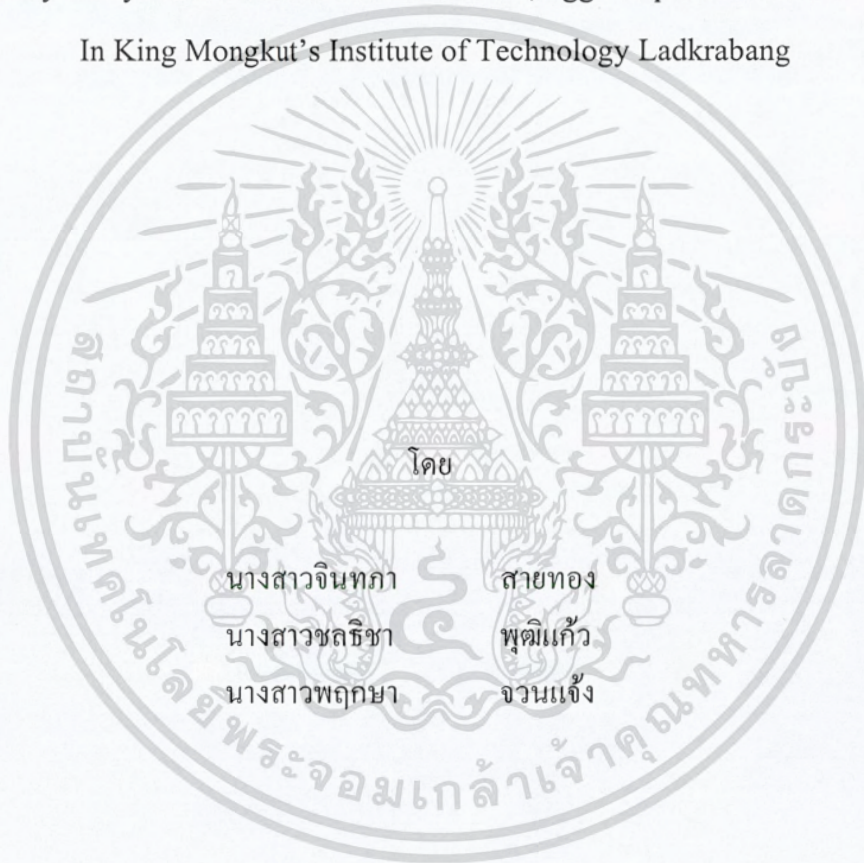 In King Mongkut's Institute of Technology Ladkrabang
โดย
นางสาวจินทภา สายทอง
นางสาวชลธิชา พุฒิแก้ว
นางสาวพฤกษา จวนแจ้ง
สถาบันเทคโนโลยีพระจอมเกล้าเจ้าคุณทหารลาดกระบัง